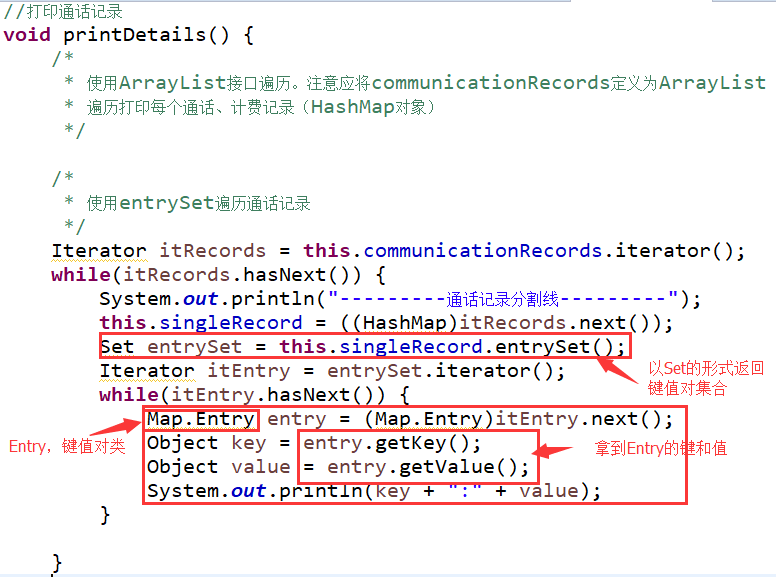 //打印通话记录
void printDetails() {
/*
* 使用ArrayList接口遍历。注意应将communicationRecords定义为ArrayList
* 遍历打印每个通话、计费记录（HashMap对象）
*/
/*
* 使用entrySet遍历通话记录
*/
Iterator itRecords = this.communicationRecords.iterator();
while(itRecords.hasNext()) {
System.out.println("---------通话记录分割线---------");
this.singleRecord = ((HashMap)itRecords.next());
Set entrySet = this.singleRecord.entrySet();
以Set的形式返回
键值对集合
Iterator itEntry = entrySet.iterator();
while(itEntry.hasNext()) {
Map.Entry entry = (Map.Entry)itEntry.next();
Entry，键值对类
Object key = entry.getKey();
拿到Entry的键和值
Object value = entry.getValue();
System.out.println(key + ":" + value);
}
}